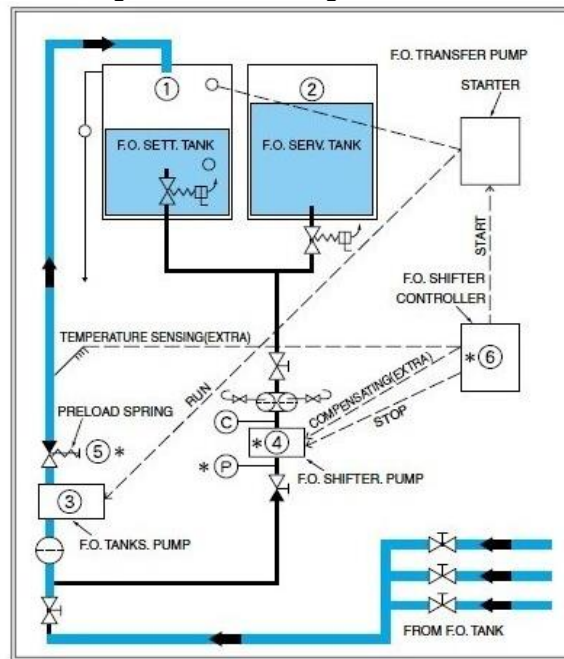 F.O. TRANSFER PUMP
STARTER
1
2
F.O. SETT. TANK
F.O. SERV. TANK
START
F.O. SHIFTER
CONTROLLER
TEMPERATURE SENSING(EXTRA)
* 6
RUN
COMPENSATING(EXTRA)
STOP
PRELOAD SPRING
5 *
C
* 4
* P
F.O. SHIFTER. PUMP
3
F.O. TANKS. PUMP
FROM F.O. TANK